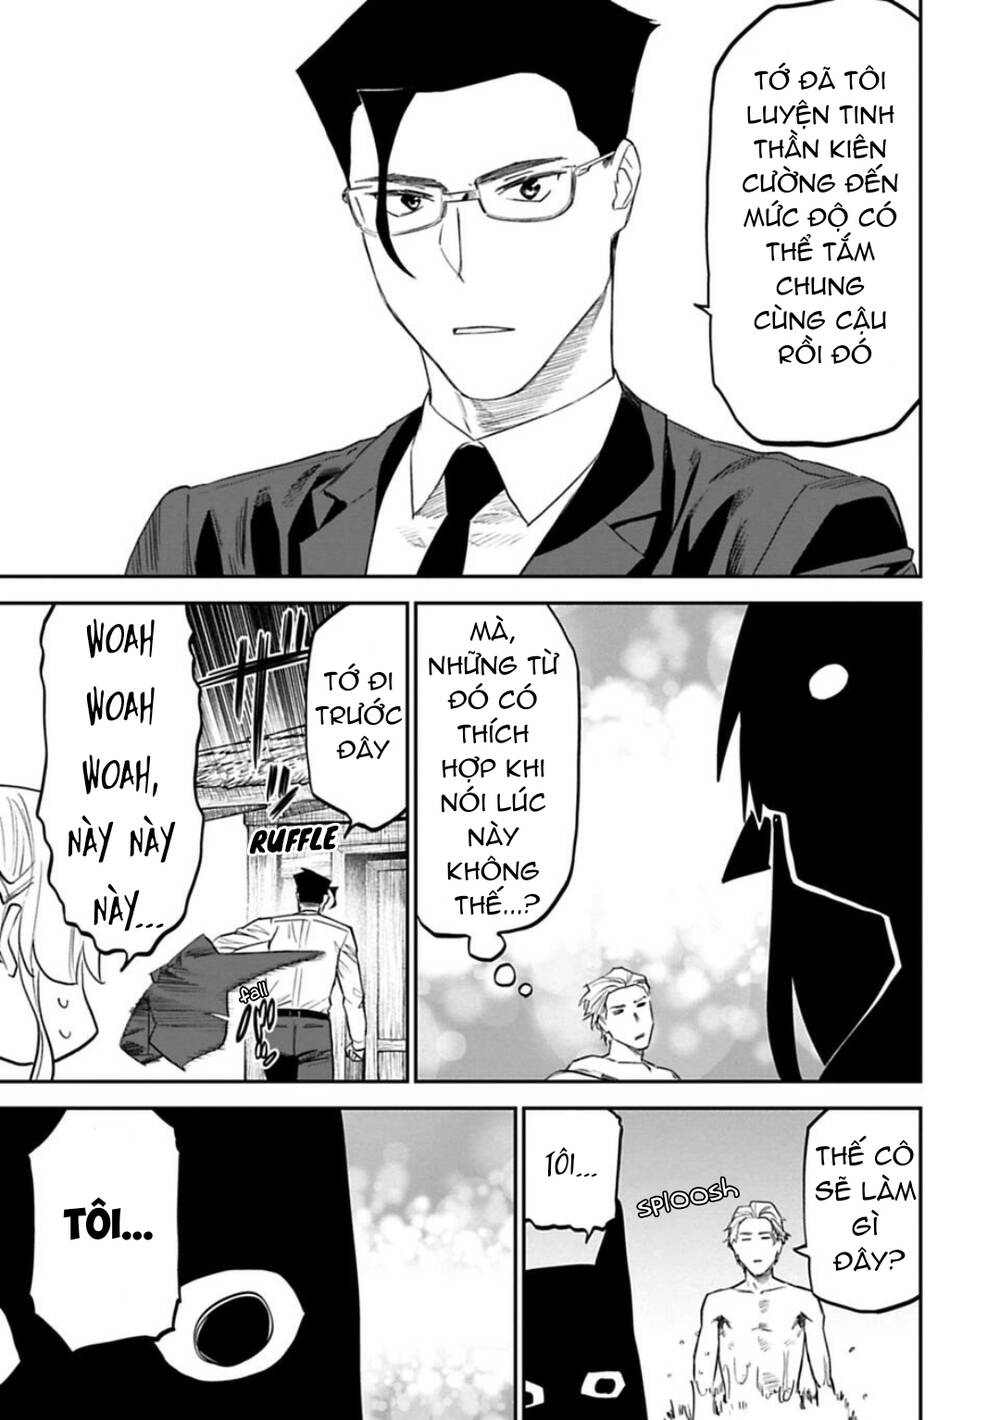 TỚ ĐÃ TÔI
LUYỆN TINH
THẦN KIÊN
CƯỜNG ĐẾN
MỨC ĐỘ CÓ
THỂ TẮM
CHUNG
CÙNG CẬU
RỒI ĐÓ
MÀ,
NHỮNG TỪ
ĐÓ CÓ
THÍCH
HỢP KHI
NÓI LÚC
NÀY
KHÔNG
THẾ...?
TỚ ĐI
TRƯỚC
ĐÂY
RUFFLE
fall
WOAH
WOAH
WOAH,
NÀY NÀY
NÀY...
THẾ CÔ
SẼ LÀM
GÌ
ĐÂY?
sploosh
TÔI...
TÔI...